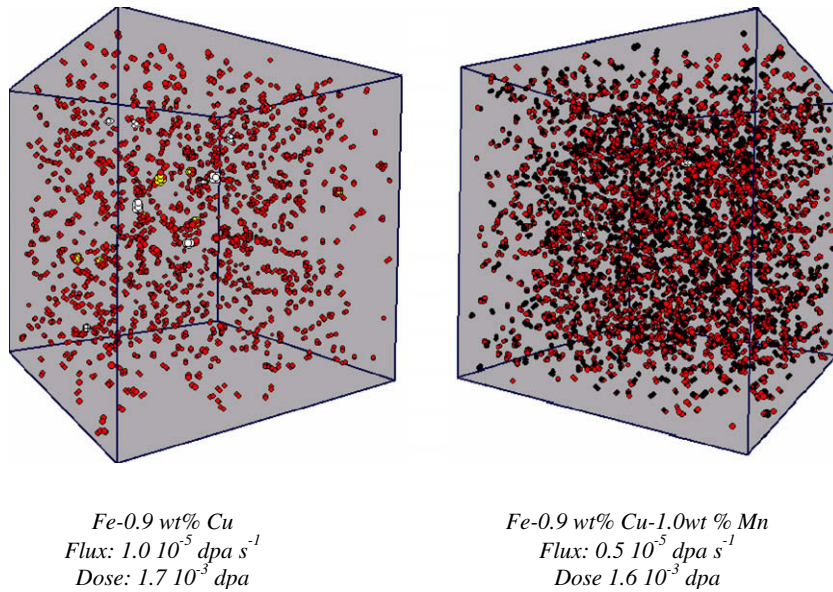 Fe-0.9 wt% Cu
Flux: 1.0 10⁻⁵ dpa s⁻¹
Dose: 1.7 10⁻³ dpa
Fe-0.9 wt% Cu-1.0wt % Mn
Flux: 0.5 10⁻⁵ dpa s⁻¹
Dose 1.6 10⁻³ dpa